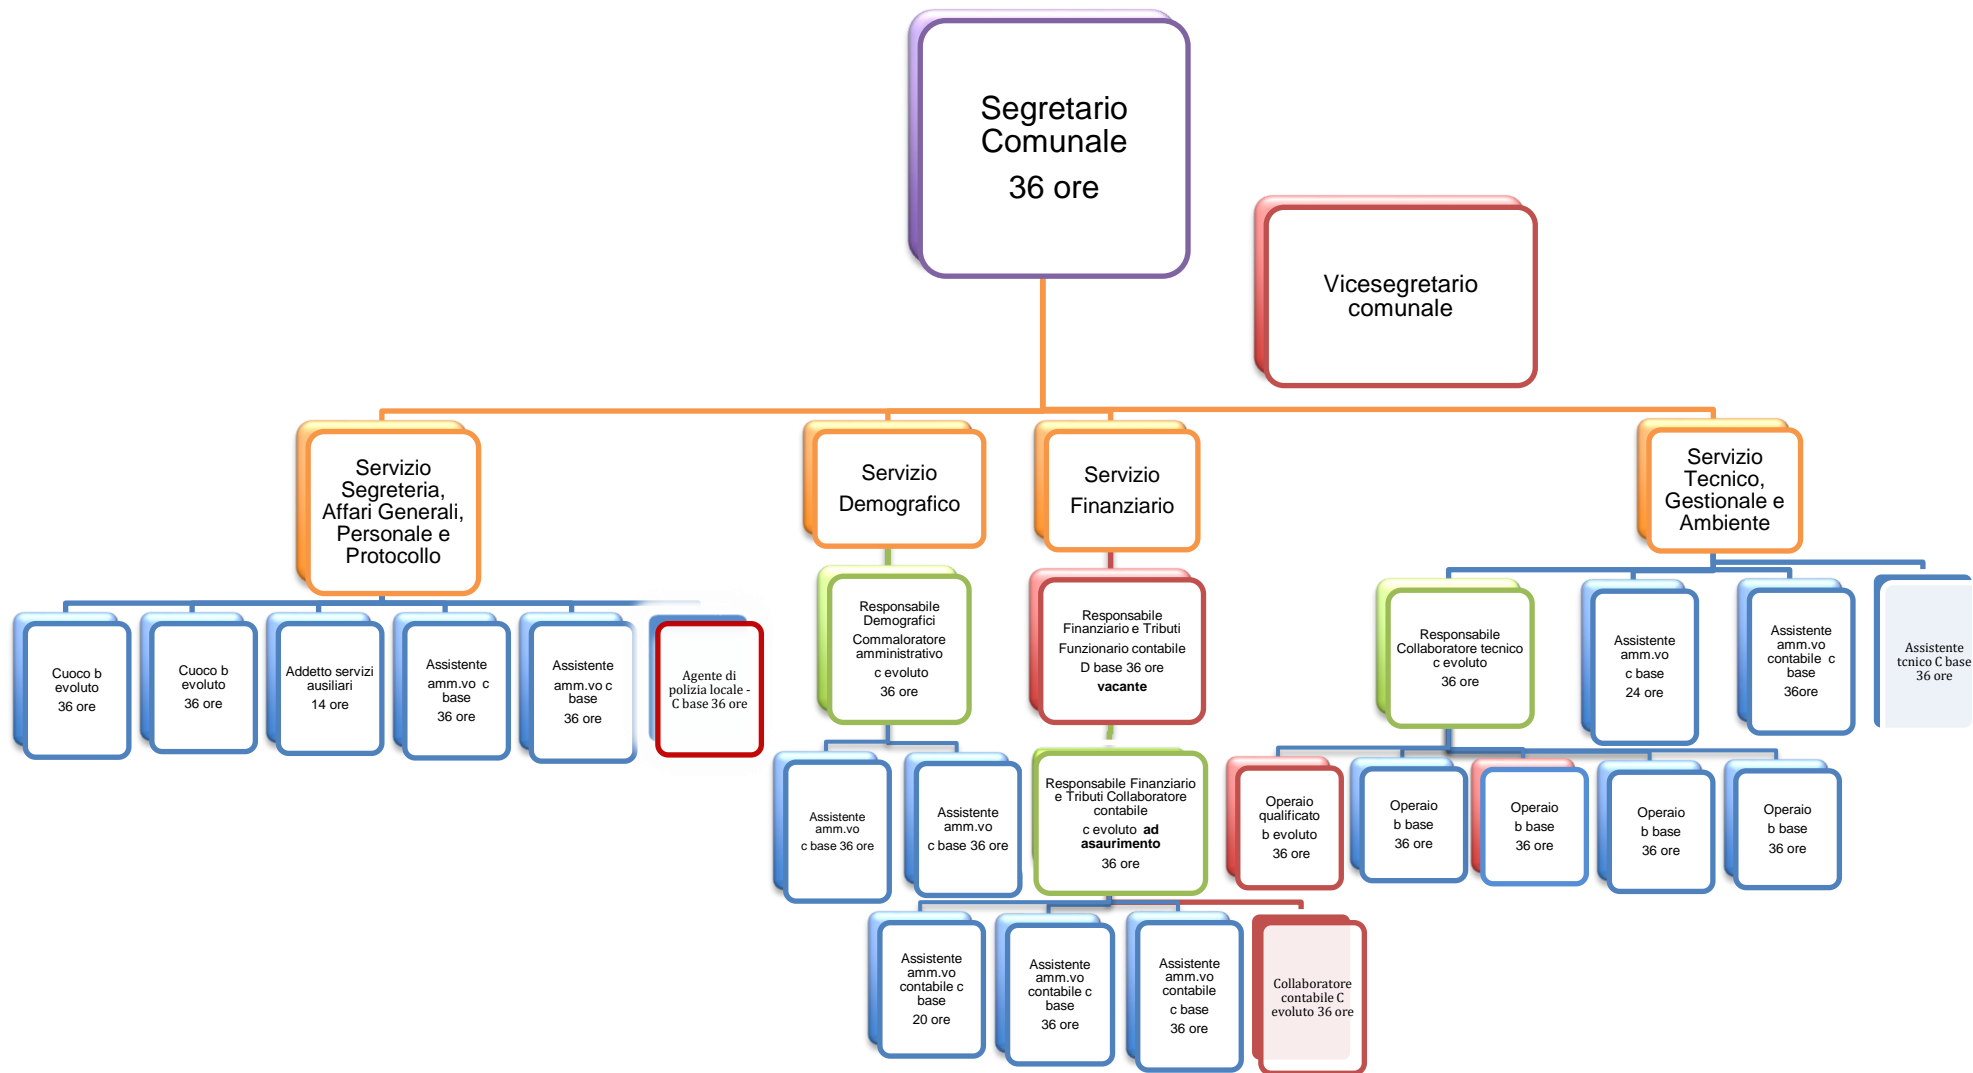 Segretario
Comunale
36 ore
Vicesegretario
comunale
Servizio
Segreteria,
Affari Generali,
Personale e
Protocollo
Servizio
Demografico
Servizio
Finanziario
Servizio
Tecnico,
Gestionale e
Ambiente
Cuoco b
evoluto
36 ore
Cuoco b
evoluto
36 ore
Addetto servizi
ausiliari
14 ore
Assistente
amm.vo c
base
36 ore
Assistente
amm.vo c
base
36 ore
Agente di
polizia locale -
C base 36 ore
Responsabile
Demografici
Commaloratore
amministrativo
c evoluto
36 ore
Responsabile
Finanziario e Tributi
Funzionario contabile
D base 36 ore
vacante
Responsabile
Collaboratore tecnico
c evoluto
36 ore
Assistente
amm.vo
c base
24 ore
Assistente
amm.vo
contabile c
base
36ore
Assistente
tcnico C base
36 ore
Assistente
amm.vo
c base 36 ore
Assistente
amm.vo
c base 36 ore
Responsabile Finanziario
e Tributi Collaboratore
contabile
c evoluto ad
asaurimento
36 ore
Operaio
qualificato
b evoluto
36 ore
Operaio
b base
36 ore
Operaio
b base
36 ore
Operaio
b base
36 ore
Operaio
b base
36 ore
Assistente
amm.vo
contabile c
base
20 ore
Assistente
amm.vo
contabile c
base
36 ore
Assistente
amm.vo
contabile
c base
36 ore
Collaboratore
contabile C
evoluto 36 ore